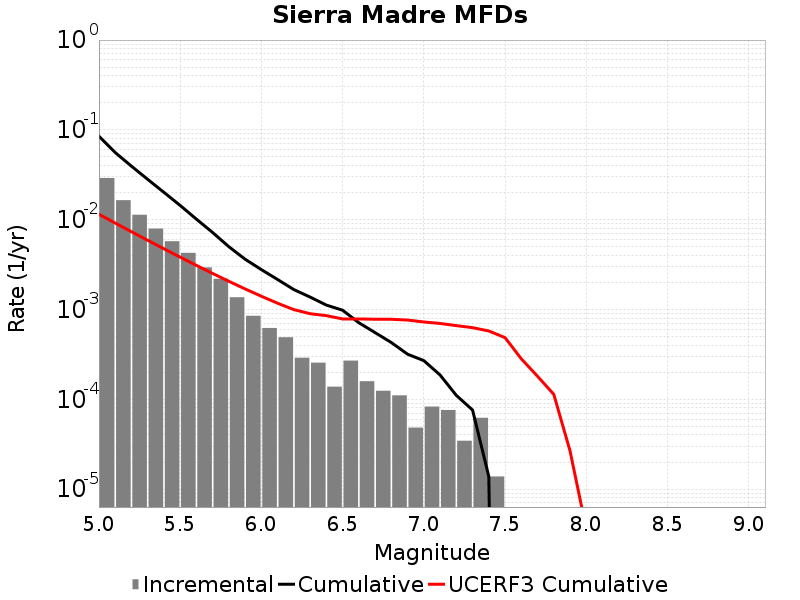 Sierra Madre MFDs
10^0
10^-1
10^-2
10^-3
10^-4
10^-5
Rate (1/yr)
5.0 5.5 6.0 6.5 7.0 7.5 8.0 8.5 9.0
Magnitude
Incremental Cumulative UCERF3 Cumulative